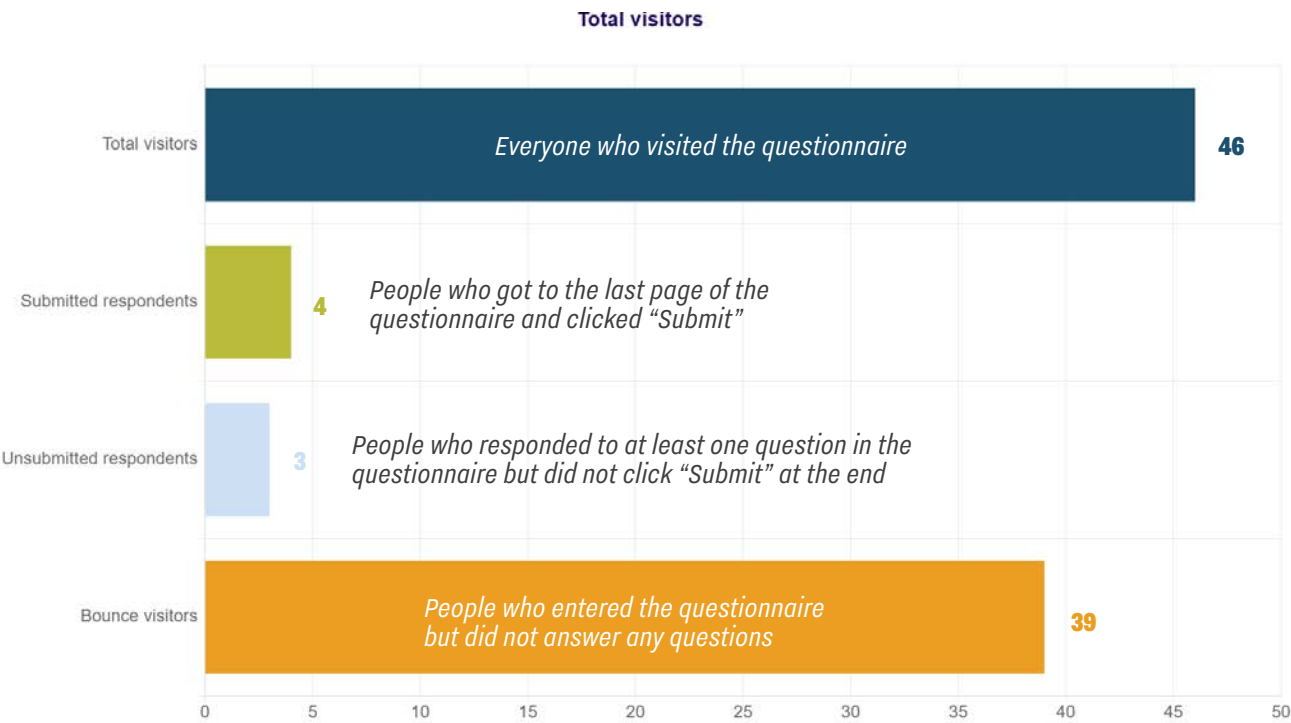 Total visitors
Total visitors
Everyone who visited the questionnaire
46
Submitted respondents
4
People who got to the last page of the
questionnaire and clicked “Submit”
Unsubmitted respondents
3
People who responded to at least one question in the
questionnaire but did not click “Submit” at the end
Bounce visitors
People who entered the questionnaire
but did not answer any questions
39
0 5 10 15 20 25 30 35 40 45 50